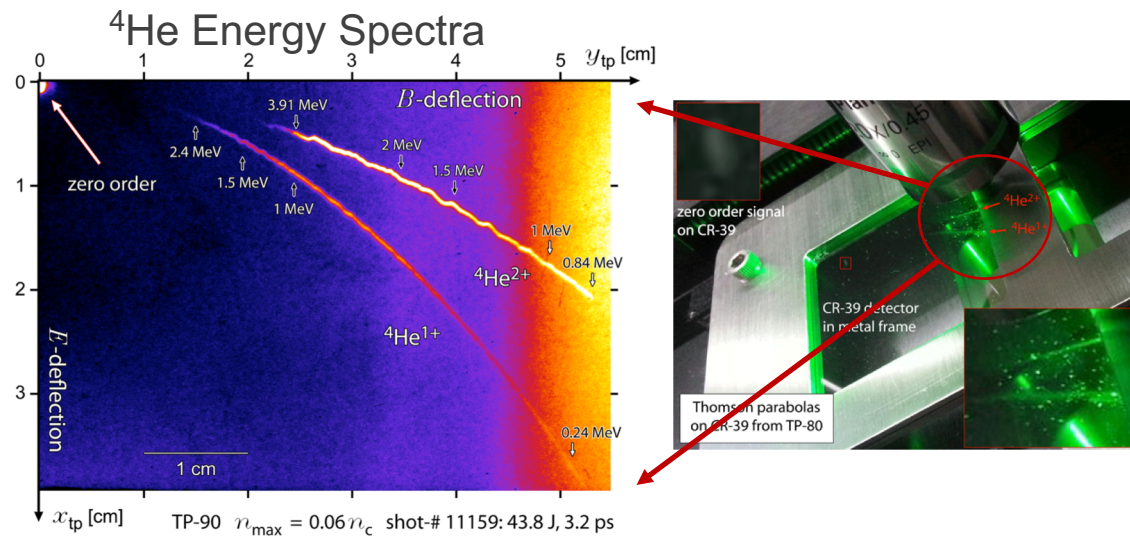 ⁴He Energy Spectra
0 1 2 3 4 5 y_tp [cm]
0
B-deflection
3.91 MeV
2.4 MeV
2 MeV
zero order
1.5 MeV
1.5 MeV
1
1 MeV
1 MeV
0.84 MeV
⁴He²⁺
2
⁴He¹⁺
E-deflection
3
0.24 MeV
1 cm
x_tp [cm]
TP-90 n_max = 0.06 n_c shot-# 11159: 43.8 J, 3.2 ps
0X/0.45
EPI
zero order signal
on CR-39
⁴He²⁺
⁴He¹⁺
CR-39 detector
in metal frame
Thomson parabolas
on CR-39 from TP-80